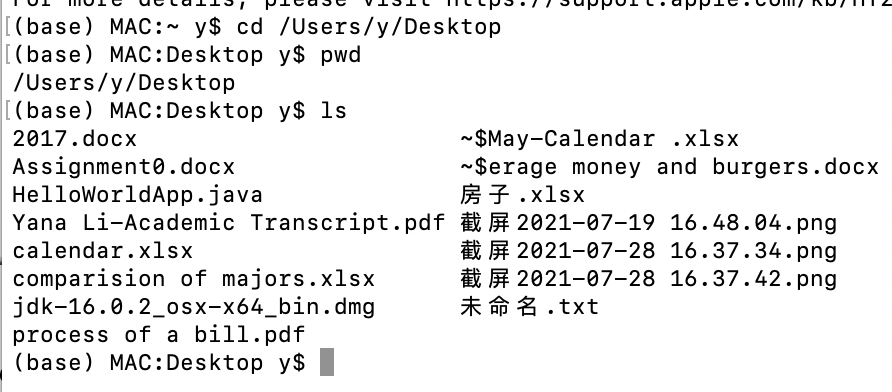 For more details, please visit https://support.apple.com/kb/HT2
(base) MAC:~ y$ cd /Users/y/Desktop
(base) MAC:Desktop y$ pwd
/Users/y/Desktop
(base) MAC:Desktop y$ ls
2017.docx ~$May-Calendar .xlsx
Assignment0.docx ~$erage money and burgers.docx
HelloWorldApp.java 房子.xlsx
Yana Li-Academic Transcript.pdf 截屏2021-07-19 16.48.04.png
calendar.xlsx 截屏2021-07-28 16.37.34.png
comparision of majors.xlsx 截屏2021-07-28 16.37.42.png
jdk-16.0.2_osx-x64_bin.dmg 未命名.txt
process of a bill.pdf
(base) MAC:Desktop y$